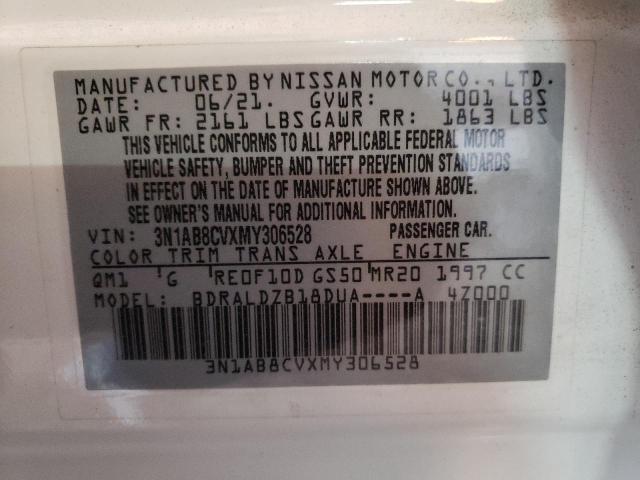 MANUFACTURED BY NISSAN MOTOR CO., LTD.
DATE: 06/21. GVWR: 4001 LBS
GAWR FR: 2161 LBS GAWR RR: 1863 LBS
THIS VEHICLE CONFORMS TO ALL APPLICABLE FEDERAL MOTOR
VEHICLE SAFETY, BUMPER AND THEFT PREVENTION STANDARDS
IN EFFECT ON THE DATE OF MANUFACTURE SHOWN ABOVE.
SEE OWNER'S MANUAL FOR ADDITIONAL INFORMATION.
VIN: 3N1AB8CVXMY306528 PASSENGER CAR.
COLOR TRIM TRANS AXLE ENGINE
QM1 'G 'RE0F10D GS50 MR20 1997 CC
MODEL: BDRALDZB18DUA----A 4Z000
3N1AB8CVXMY306528